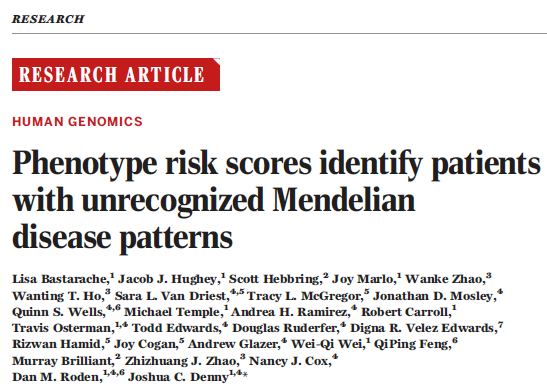 RESEARCH
RESEARCH ARTICLE
HUMAN GENOMICS
Phenotype risk scores identify patients
with unrecognized Mendelian
disease patterns
Lisa Bastarache,¹ Jacob J. Hughey,¹ Scott Hebbring,² Joy Marlo,¹ Wanke Zhao,³
Wanting T. Ho,³ Sara L. Van Driest,⁴,⁵ Tracy L. McGregor,⁵ Jonathan D. Mosley,⁴
Quinn S. Wells,⁴,⁶ Michael Temple,¹ Andrea H. Ramirez,⁴ Robert Carroll,¹
Travis Osterman,¹,⁴ Todd Edwards,⁴ Douglas Ruderfer,⁴ Digna R. Velez Edwards,⁷
Rizwan Hamid,⁵ Joy Cogan,⁵ Andrew Glazer,⁴ Wei-Qi Wei,¹ QiPing Feng,⁶
Murray Brilliant,² Zhizhuang J. Zhao,³ Nancy J. Cox,⁴
Dan M. Roden,¹,⁴,⁶ Joshua C. Denny¹,⁴*